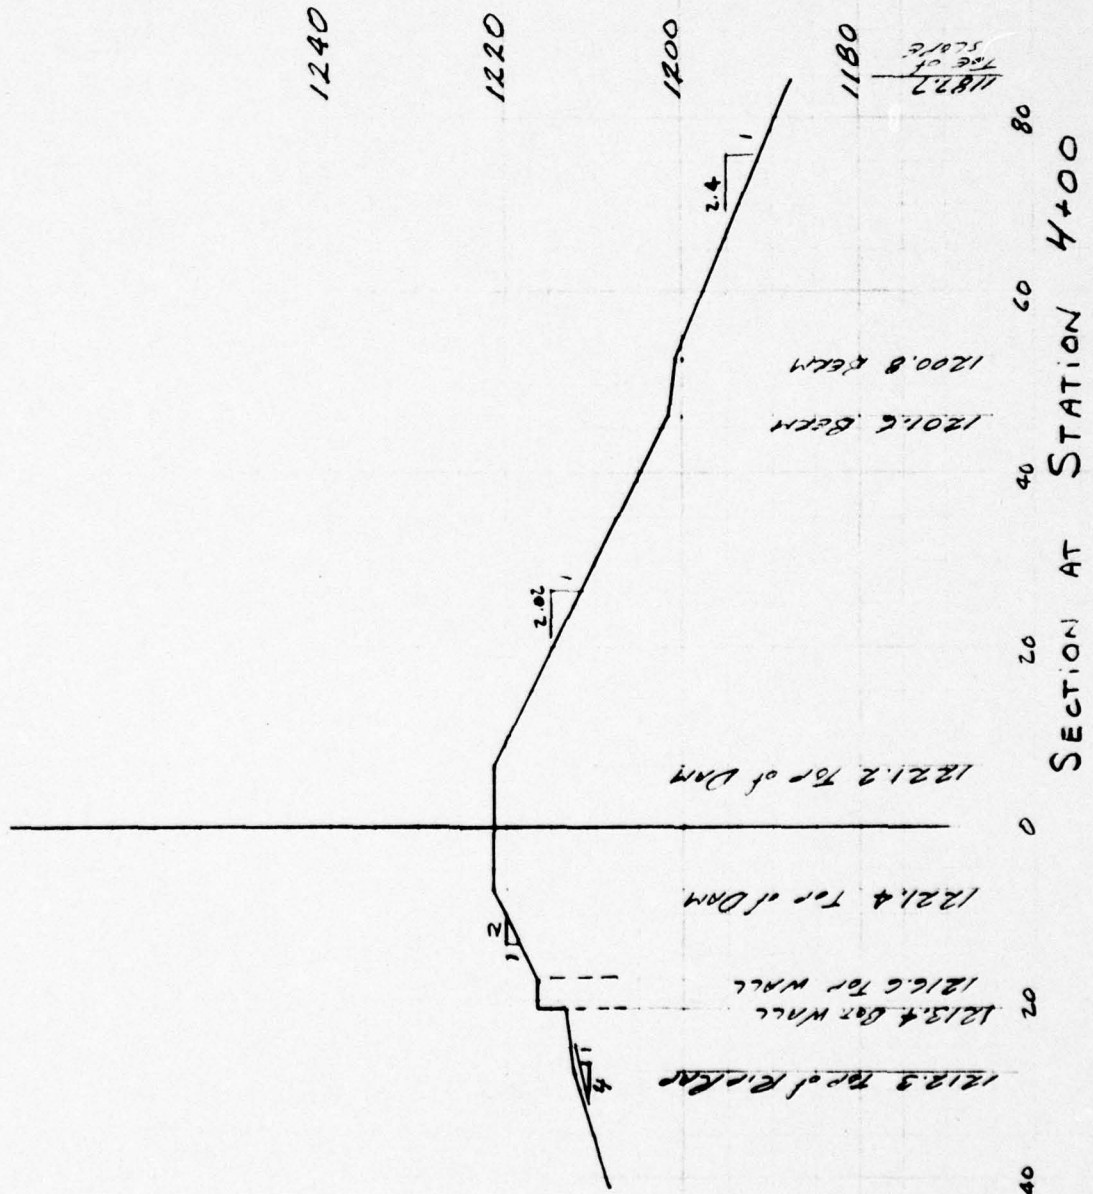 1240
1220
1200
1180
1187.7
TOE of
SLOPE
1
2.4
1200.8 BERM
1201.6 BERM
1
2.02
1221.2 TOP of DAM
1221.4 TOP of DAM
2
1
1216.6 TOP WALL
1213.4 BOT WALL
1212.3 TOP of RIPRAP
1
4
80
60
40
20
0
20
40
SECTION AT STATION 4+00